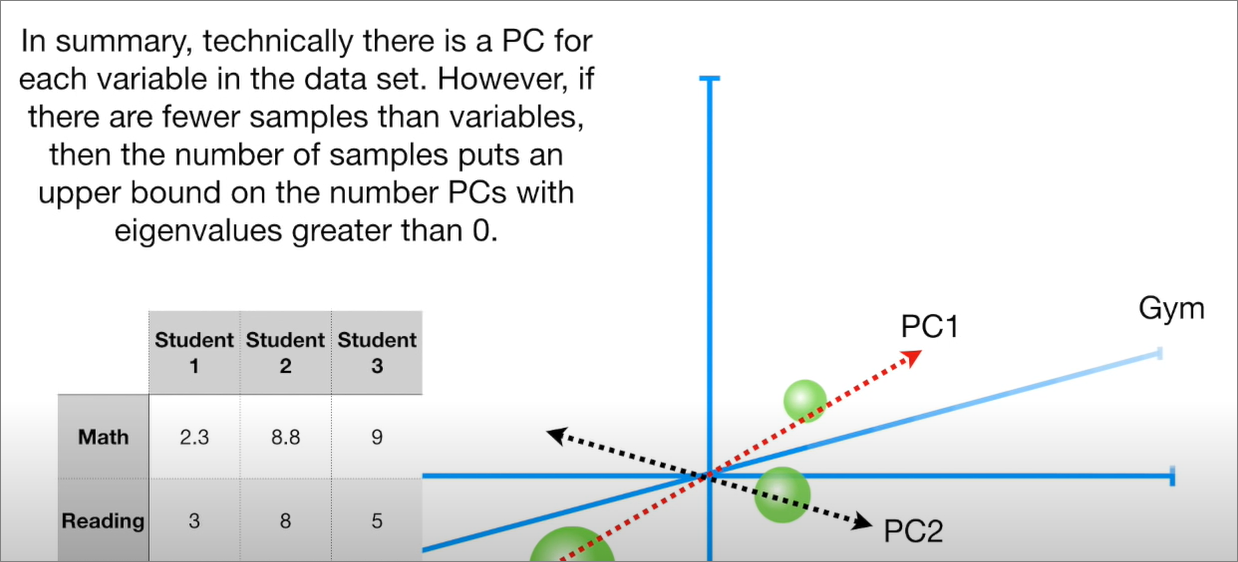 In summary, technically there is a PC for
each variable in the data set. However, if
there are fewer samples than variables,
then the number of samples puts an
upper bound on the number PCs with
eigenvalues greater than 0.
Gym
PC1
PC2
Student Student Student
1 2 3
Math 2.3 8.8 9
Reading 3 8 5